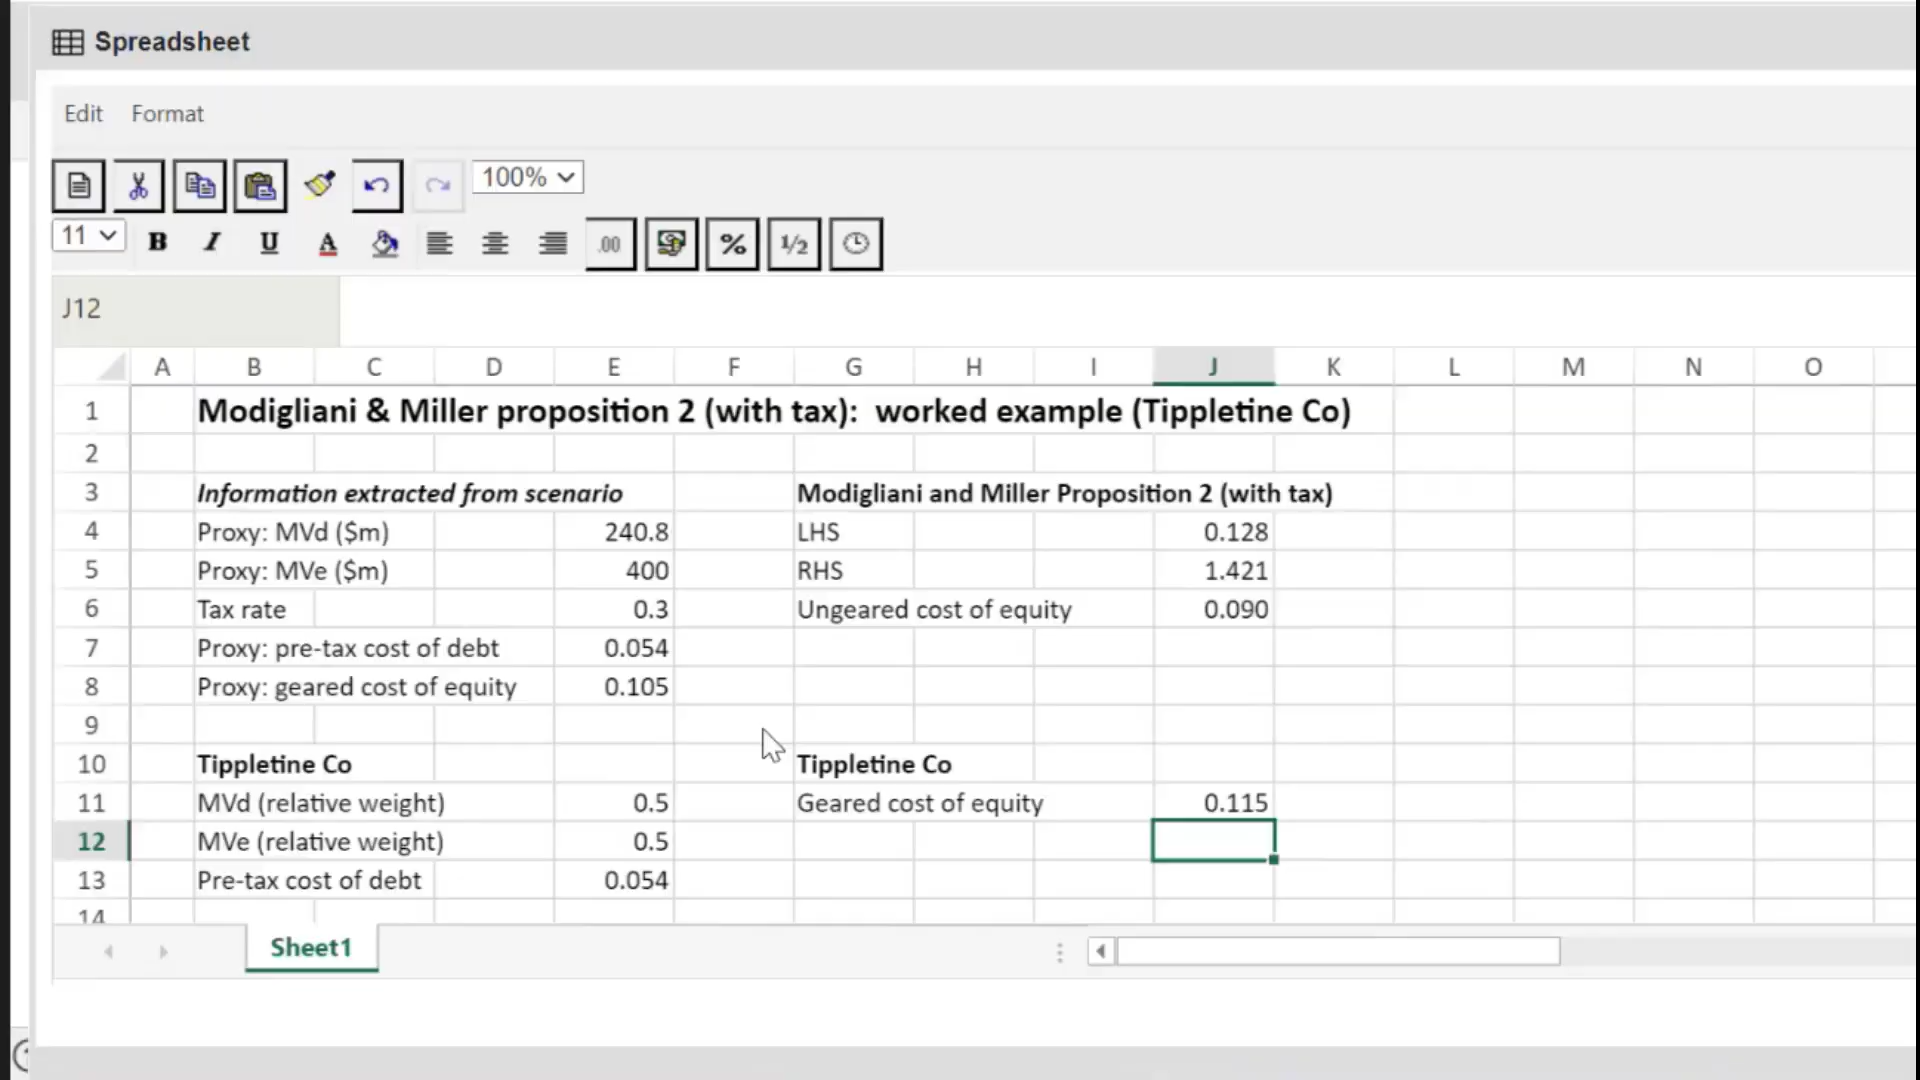 Spreadsheet
Edit Format
100%
11 B I U A .00 % 1/2
J12
A B C D E F G H I J K L M N O
1 Modigliani & Miller proposition 2 (with tax): worked example (Tippletine Co)
2
3 Information extracted from scenario Modigliani and Miller Proposition 2 (with tax)
4 Proxy: MVd ($m) 240.8 LHS 0.128
5 Proxy: MVe ($m) 400 RHS 1.421
6 Tax rate 0.3 Ungeared cost of equity 0.090
7 Proxy: pre-tax cost of debt 0.054
8 Proxy: geared cost of equity 0.105
9
10 Tippletine Co Tippletine Co
11 MVd (relative weight) 0.5 Geared cost of equity 0.115
12 MVe (relative weight) 0.5
13 Pre-tax cost of debt 0.054
14
Sheet1